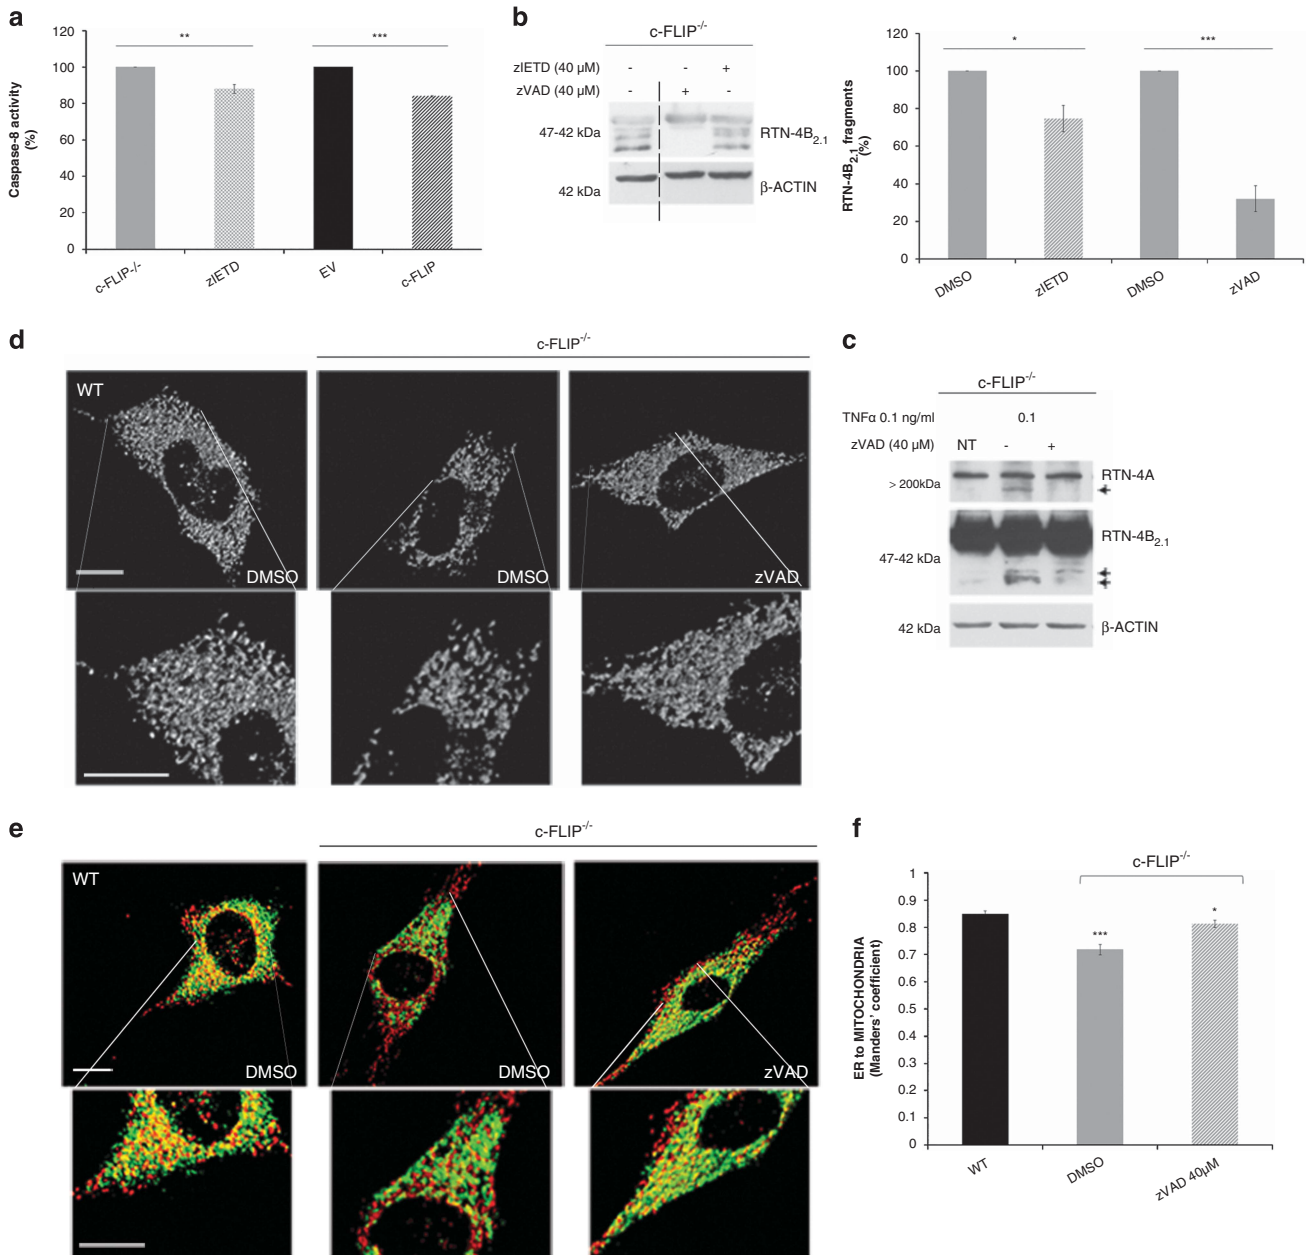 a
120
100
80
60
40
20
0
Caspase-8 activity
(%)
**
***
c-FLIP-/-
zIETD
EV
c-FLIP
b
c-FLIP-/-
zIETD (40 µM) - - +
zVAD (40 µM) - + -
47-42 kDa
RTN-4B2.1
42 kDa
β-ACTIN
120
100
80
60
40
20
0
RTN-4B2.1 fragments
(%)
*
***
DMSO
zIETD
DMSO
zVAD
d
c-FLIP-/-
WT
DMSO
DMSO
zVAD
c
c-FLIP-/-
TNFα 0.1 ng/ml 0.1
zVAD (40 µM) NT - +
RTN-4A
> 200kDa
RTN-4B2.1
47-42 kDa
42 kDa
β-ACTIN
e
c-FLIP-/-
WT
DMSO
DMSO
zVAD
f
c-FLIP-/-
1
0.9
0.8
0.7
0.6
0.5
0.4
0.3
0.2
0.1
0
ER to MITOCHONDRIA
(Manders' coefficient)
***
*
WT
DMSO
zVAD 40µM